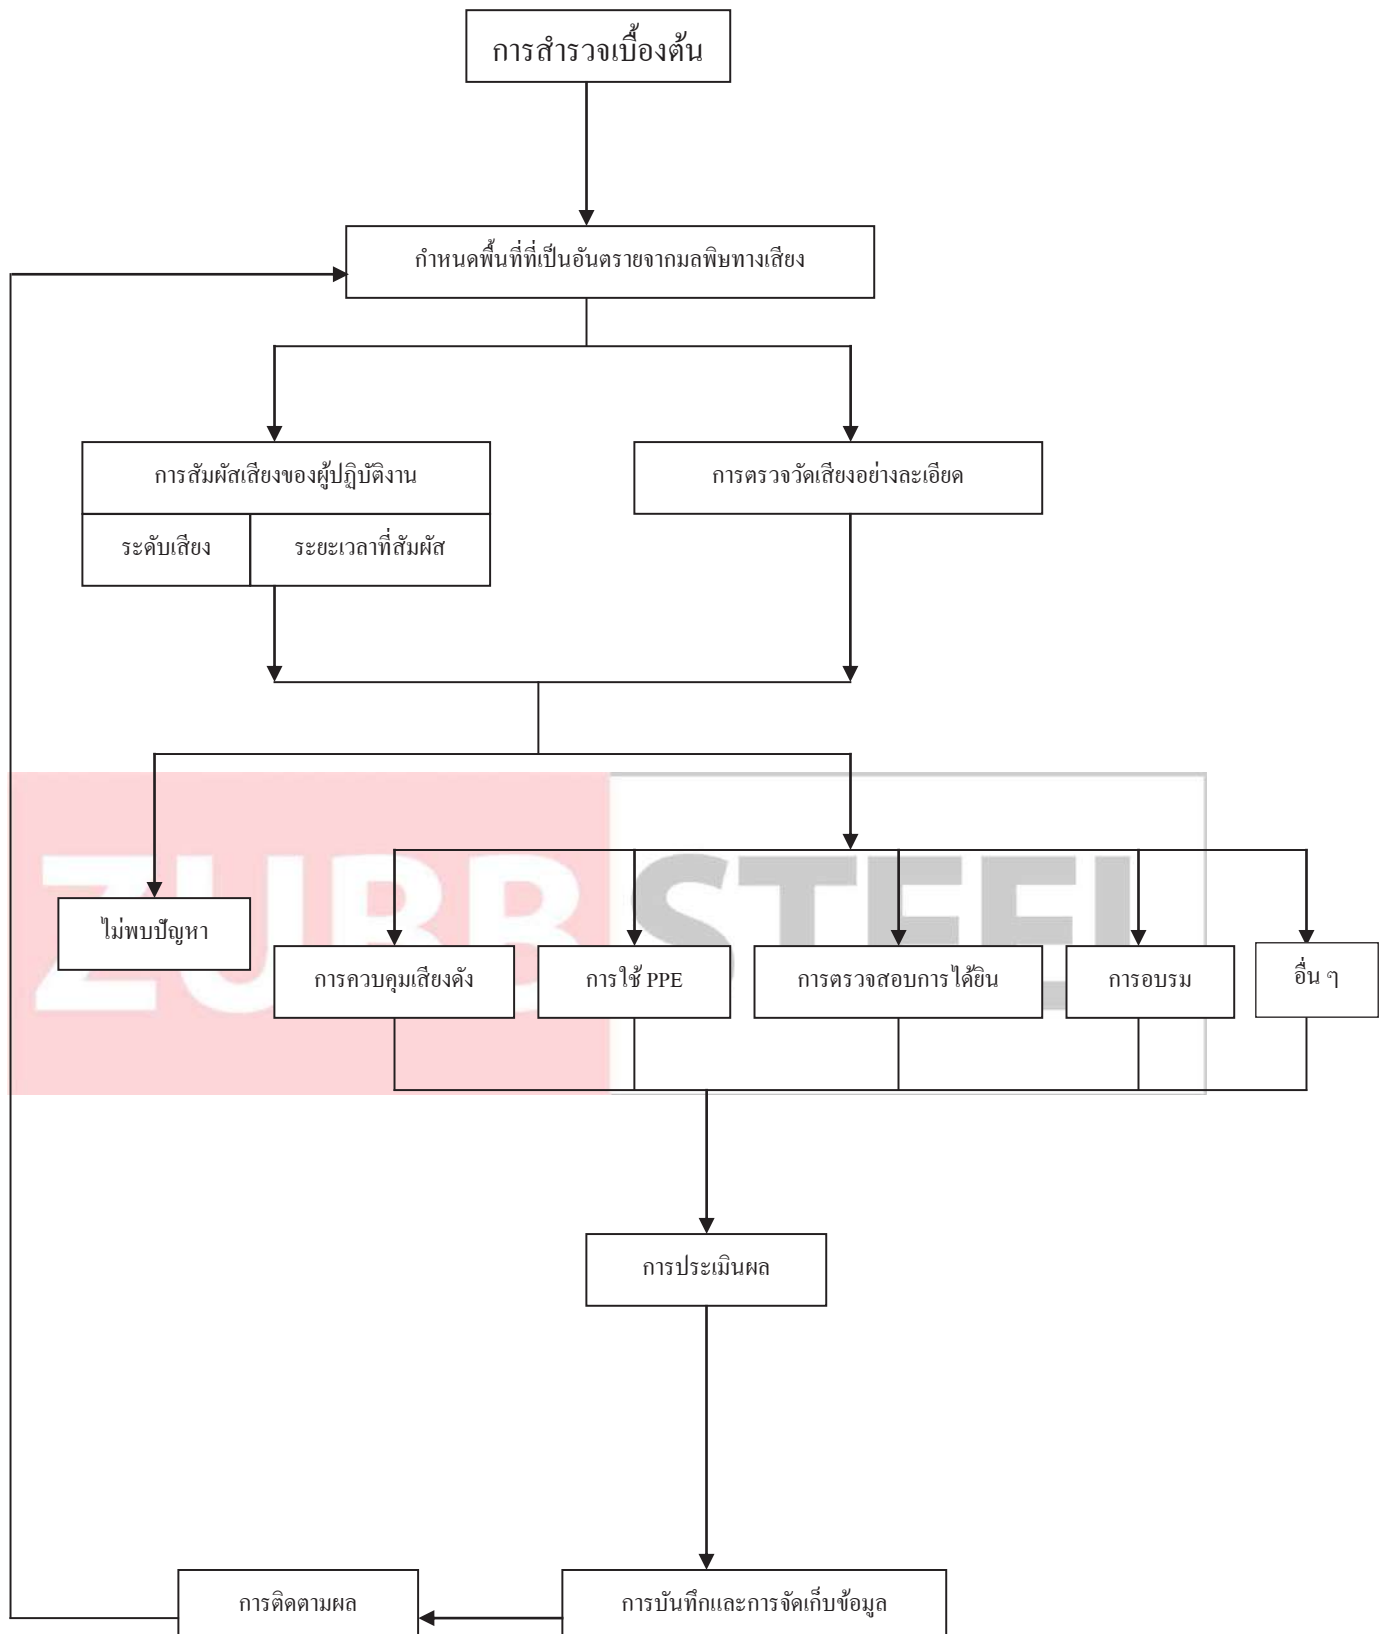 การสำรวจเบื้องต้น
กำหนดพื้นที่ที่เป็นอันตรายจากมลพิษทางเสียง
การสัมผัสเสียงของผู้ปฏิบัติงาน
การตรวจวัดเสียงอย่างละเอียด
ระดับเสียง
ระยะเวลาที่สัมผัส
ZUBB STEEL
ไม่พบปัญหา
การควบคุมเสียงดัง
การใช้ PPE
การตรวจสอบการได้ยิน
การอบรม
อื่น ๆ
การประเมินผล
การติดตามผล
การบันทึกและการจัดเก็บข้อมูล